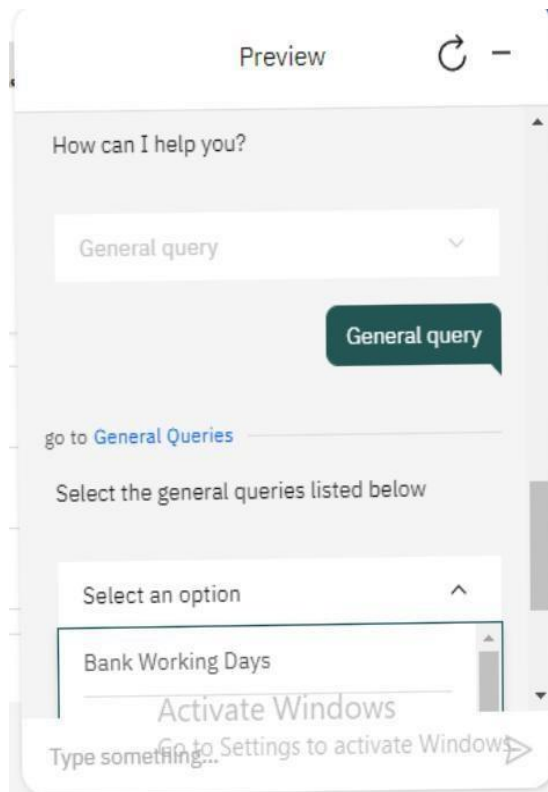 Preview
How can I help you?
General query
General query
go to General Queries
Select the general queries listed below
Select an option
Bank Working Days
Activate Windows
Go to Settings to activate Windows.
Type something...